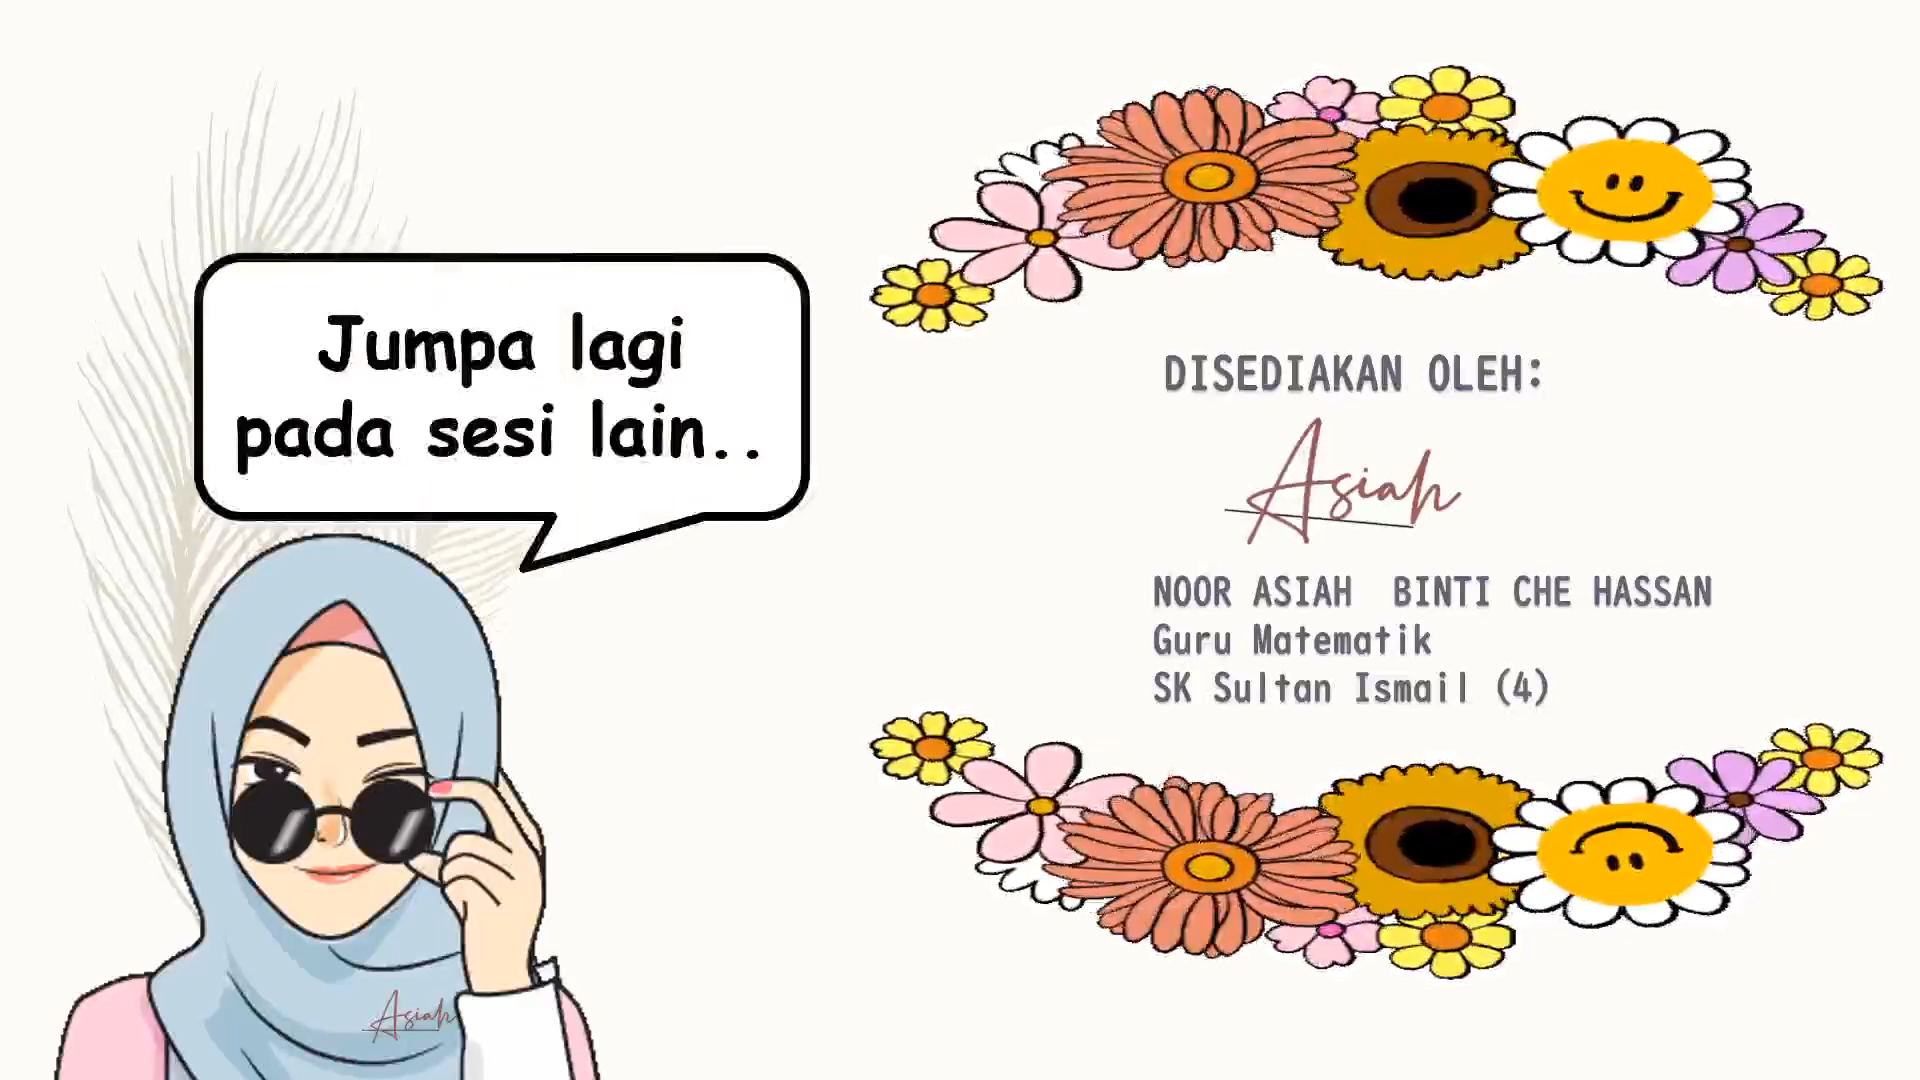 Jumpa lagi
pada sesi lain..
DISEDIAKAN OLEH:
Asiah
NOOR ASIAH BINTI CHE HASSAN
Guru Matematik
SK Sultan Ismail (4)
Asiah